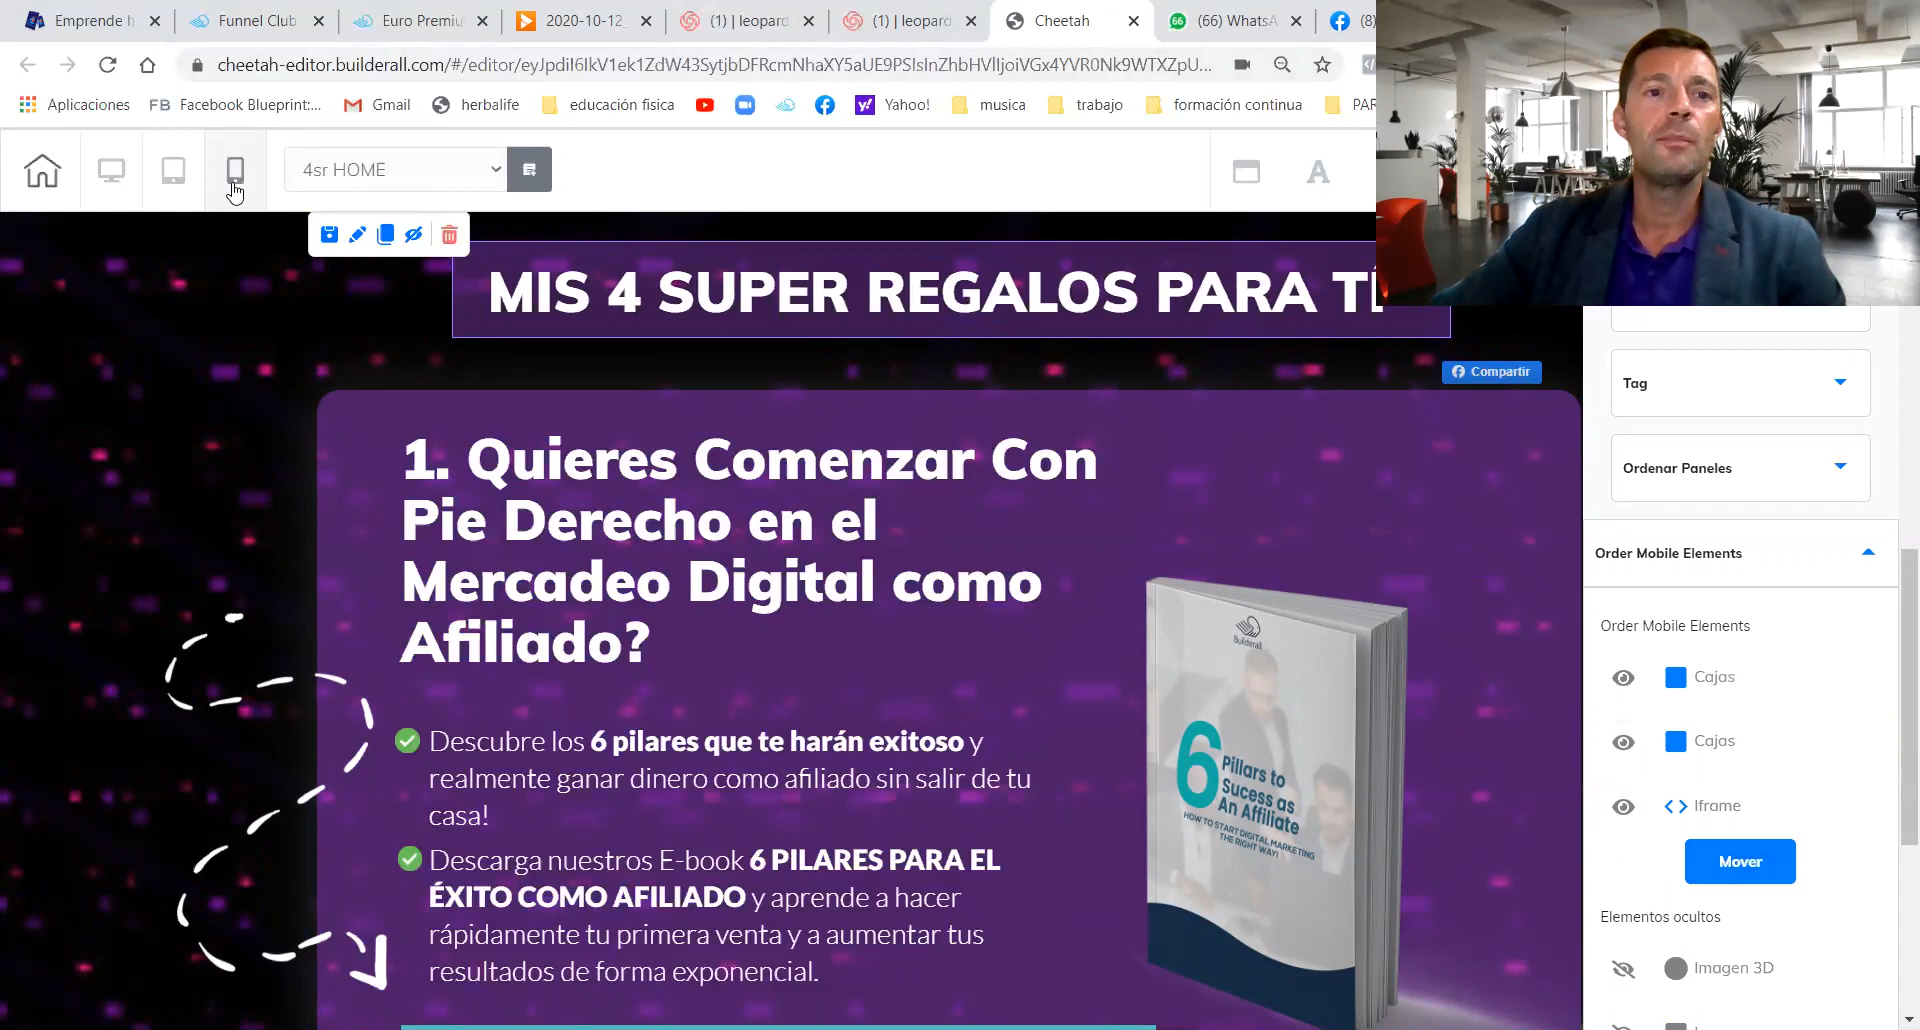 Emprende h
Funnel Club
Euro Premiu
2020-10-12_
(1) | leopard
(1) | leopard
Cheetah
66
(66) WhatsA
(8)
cheetah-editor.builderall.com/#/editor/
Aplicaciones
FB Facebook Blueprint:...
Gmail
herbalife
educación fisica
Yahoo!
musica
trabajo
formación continua
PAR
4sr HOME
A
MIS 4 SUPER REGALOS PARA TÍ
Compartir
1. Quieres Comenzar Con
Pie Derecho en el
Mercadeo Digital como
Afiliado?
Descubre los 6 pilares que te harán exitoso y
realmente ganar dinero como afiliado sin salir de tu
casa!
Descarga nuestros E-book 6 PILARES PARA EL
ÉXITO COMO AFILIADO y aprende a hacer
rápidamente tu primera venta y a aumentar tus
resultados de forma exponencial.
Builderall
6 Pillars to
Sucess as
An Affiliate
HOW TO START DIGITAL MARKETING
THE RIGHT WAY!
Tag
Ordenar Paneles
Order Mobile Elements
Order Mobile Elements
Cajas
Cajas
Iframe
Mover
Elementos ocultos
Imagen 3D